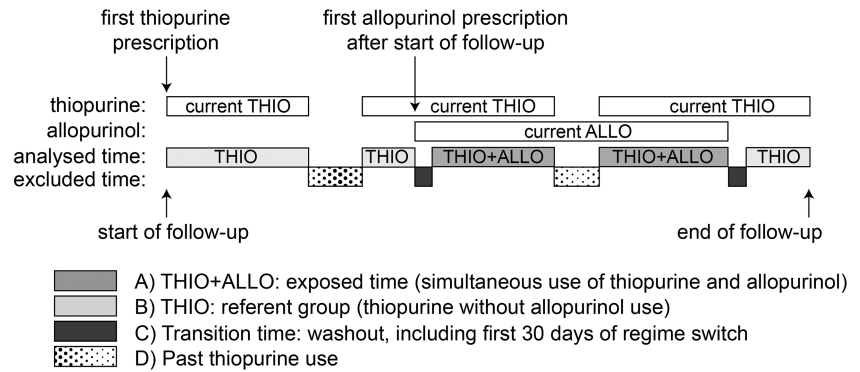 first thiopurine
prescription
first allopurinol prescription
after start of follow-up
thiopurine: current THIO current THIO current THIO
allopurinol: current ALLO
analysed time: THIO THIO THIO+ALLO THIO+ALLO THIO
excluded time:
start of follow-up
end of follow-up
A) THIO+ALLO: exposed time (simultaneous use of thiopurine and allopurinol)
B) THIO: referent group (thiopurine without allopurinol use)
C) Transition time: washout, including first 30 days of regime switch
D) Past thiopurine use